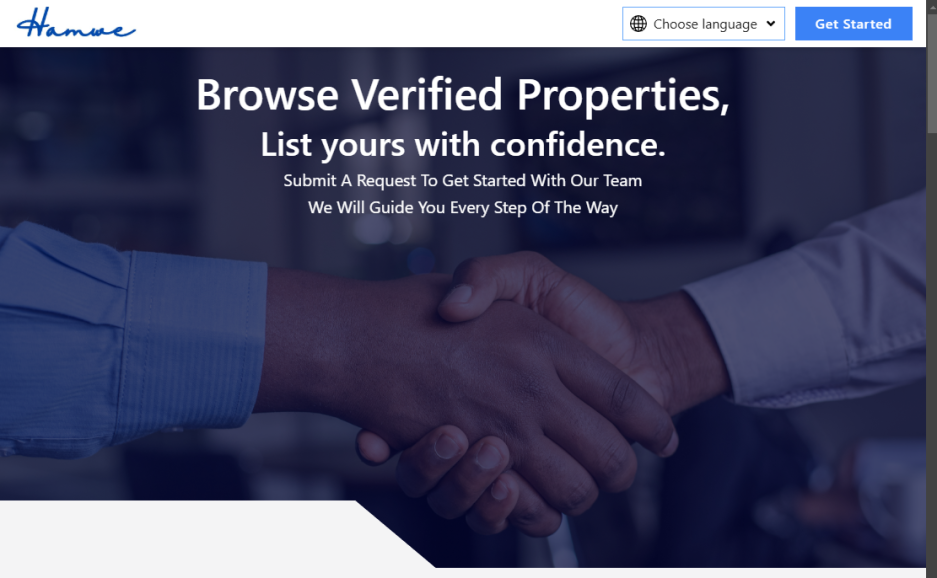 Hamwe
Choose language
Get Started
Browse Verified Properties,
List yours with confidence.
Submit A Request To Get Started With Our Team
We Will Guide You Every Step Of The Way